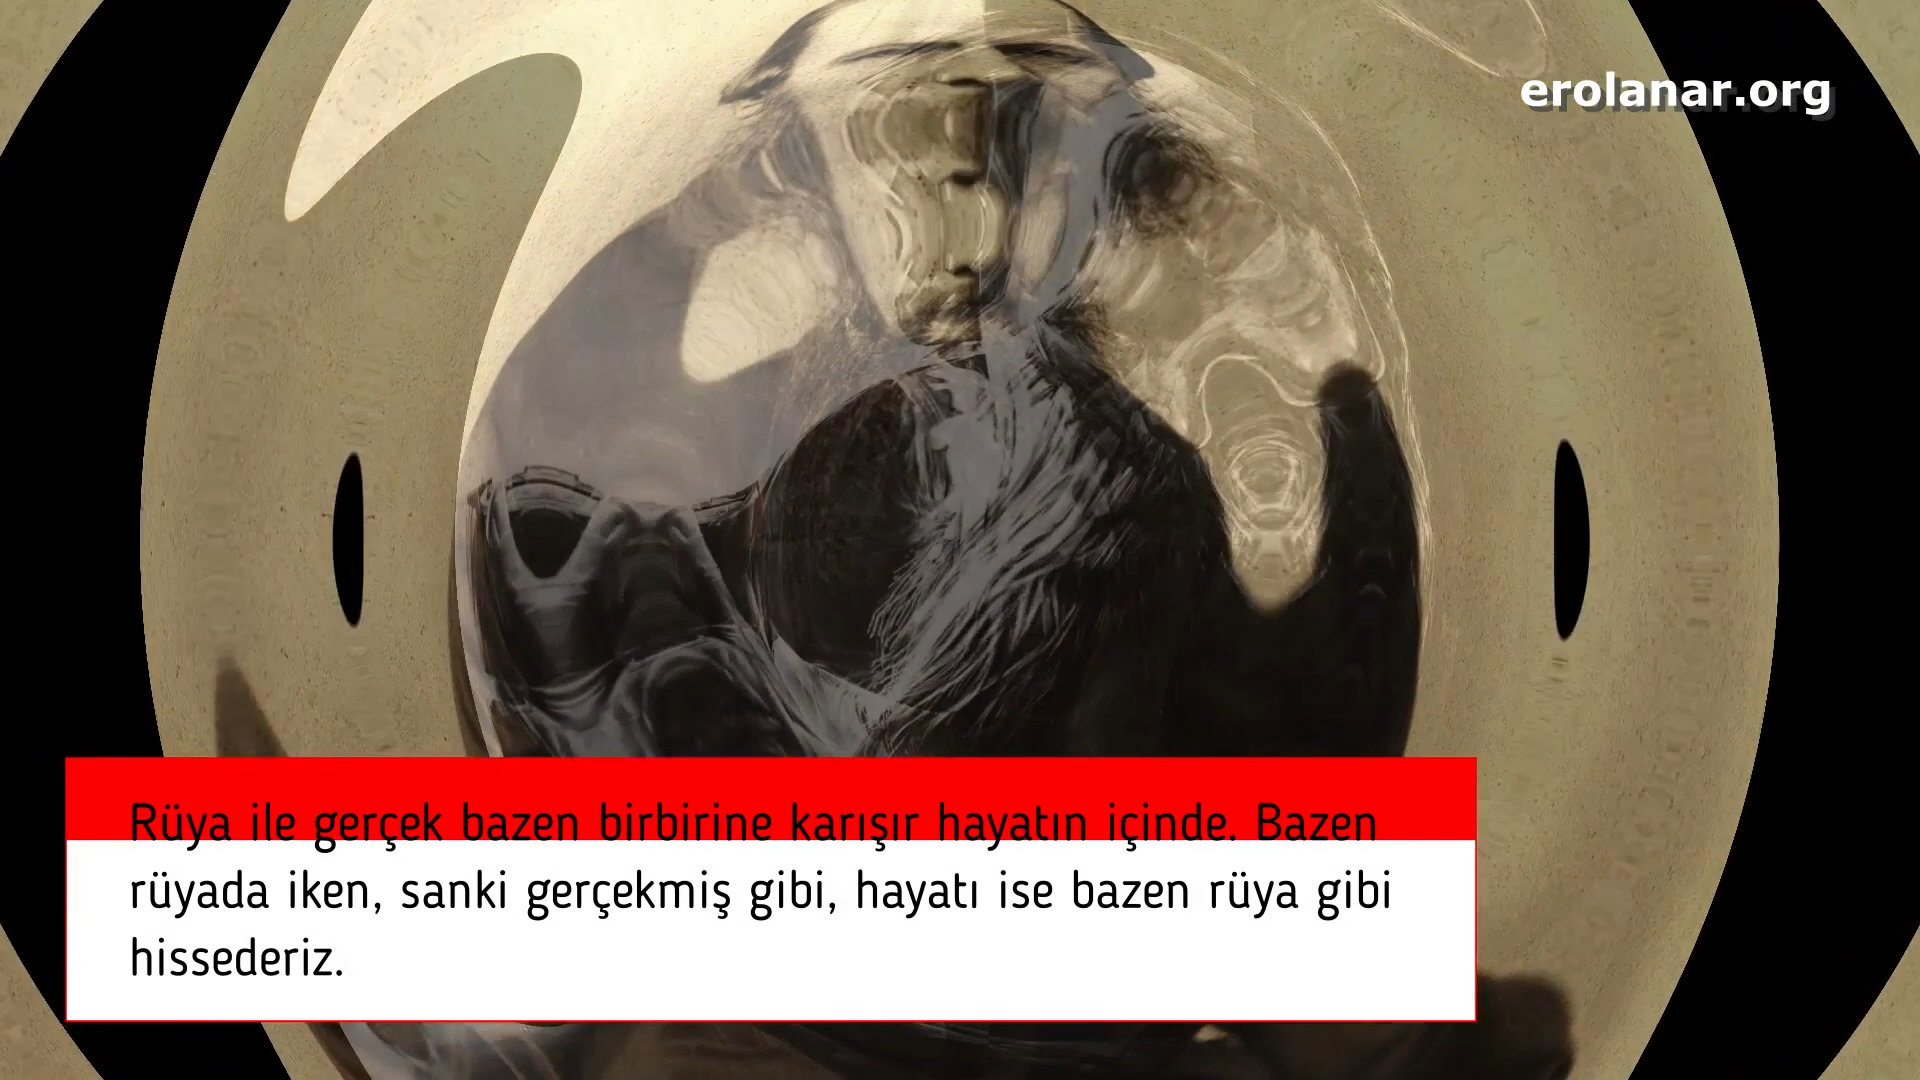 erolanar.org
Rüya ile gerçek bazen birbirine karışır hayatın içinde. Bazen
rüyada iken, sanki gerçekmiş gibi, hayatı ise bazen rüya gibi
hissederiz.